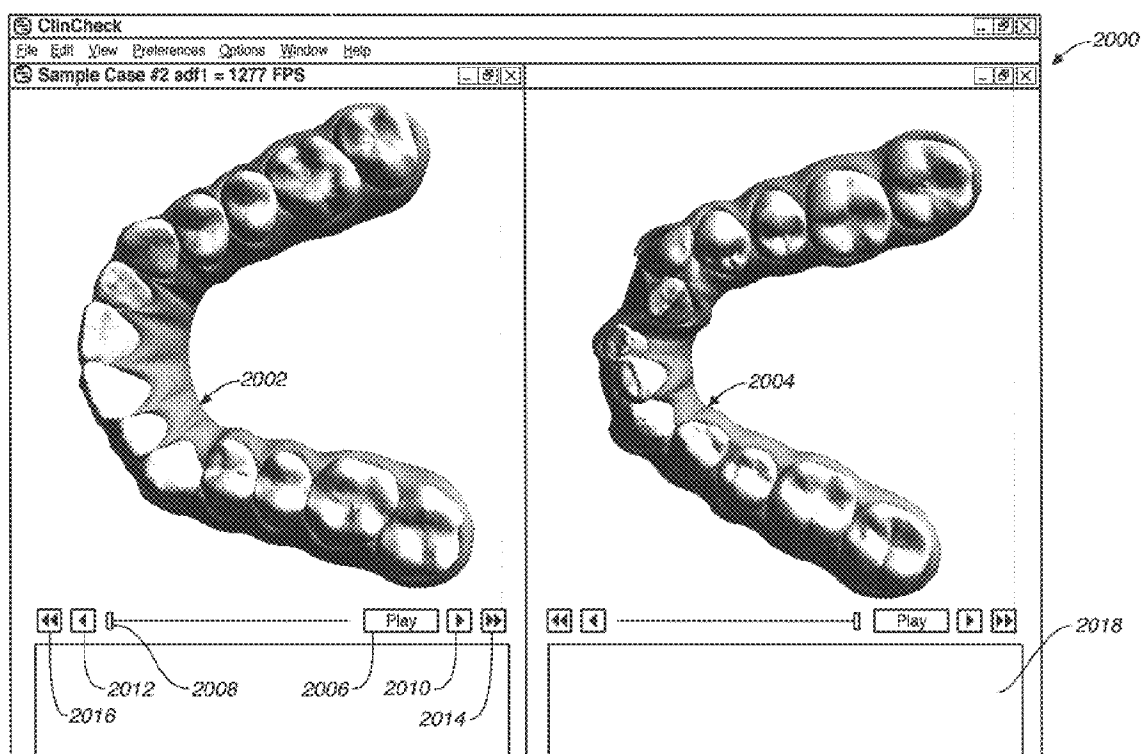 ClinCheck
File Edit View Preferences Options Window Help
Sample Case #2 adf1 = 1277 FPS
2000
2002
2004
Play
Play
2018
2012
2008
2006
2010
2016
2014